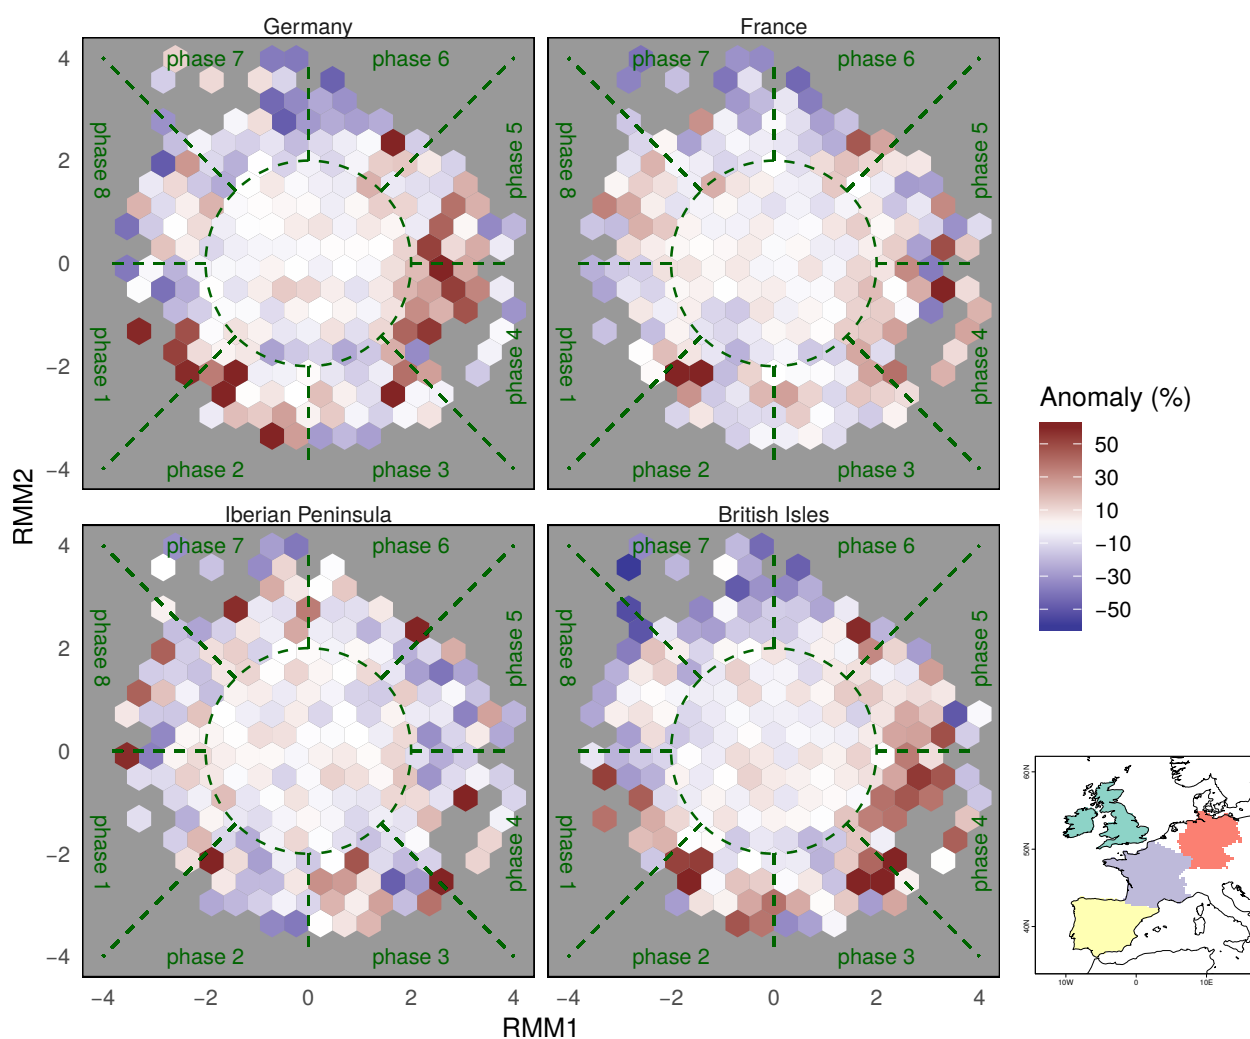 Germany
France
phase 7
phase 6
phase 7
phase 6
phase 8
phase 5
phase 8
phase 5
phase 1
phase 4
phase 1
phase 4
phase 2
phase 3
phase 2
phase 3
4
2
0
−2
−4
Iberian Peninsula
British Isles
phase 7
phase 6
phase 7
phase 6
phase 8
phase 5
phase 8
phase 5
phase 1
phase 4
phase 1
phase 4
phase 2
phase 3
phase 2
phase 3
4
2
0
−2
−4
−4
−2
0
2
4
−4
−2
0
2
4
RMM1
RMM2
Anomaly (%)
50
30
10
−10
−30
−50
60N
50N
40N
10W
0
10E